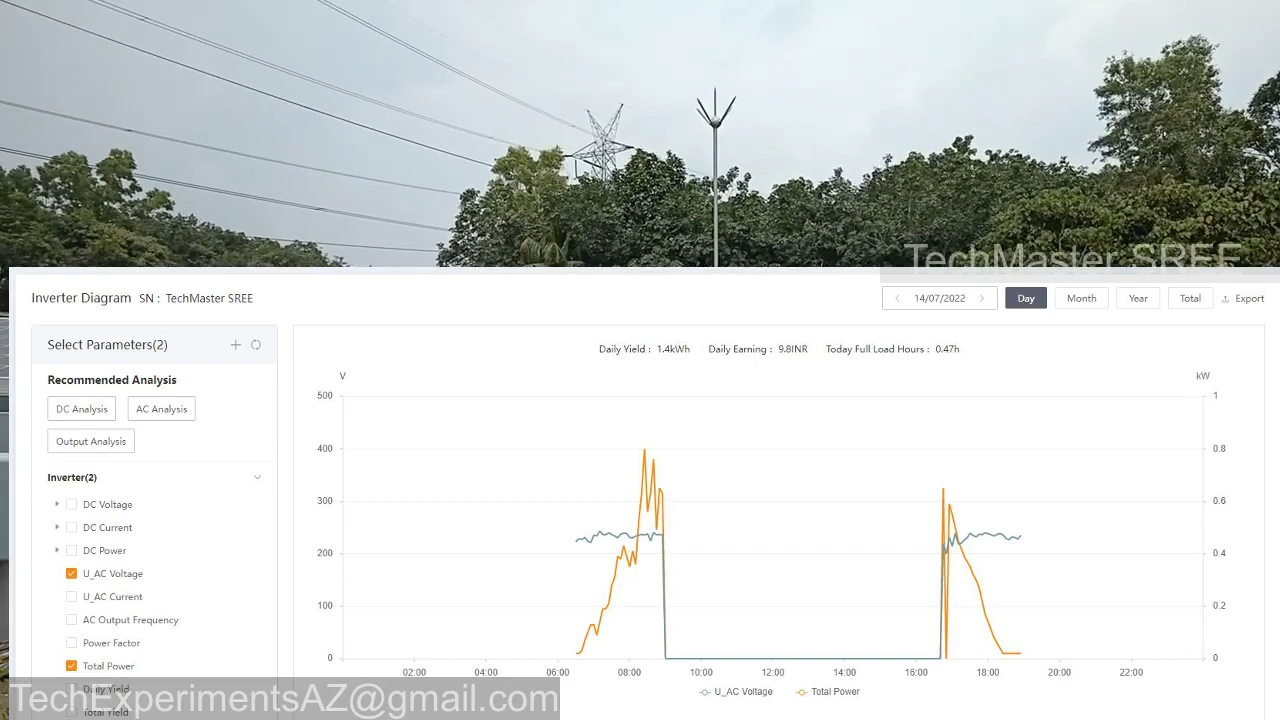 TechMaster SREE
Inverter Diagram SN : TechMaster SREE
14/07/2022 Day Month Year Total Export
Select Parameters(2)
Recommended Analysis
DC Analysis AC Analysis
Output Analysis
Inverter(2)
DC Voltage
DC Current
DC Power
U_AC Voltage
U_AC Current
AC Output Frequency
Power Factor
Total Power
Daily Yield
Total Yield
Daily Yield : 1.4kWh Daily Earning : 9.8INR Today Full Load Hours : 0.47h
V kW
500 1
400 0.8
300 0.6
200 0.4
100 0.2
0 0
02:00 04:00 06:00 08:00 10:00 12:00 14:00 16:00 18:00 20:00 22:00
U_AC Voltage Total Power
TechExperimentsAZ@gmail.com